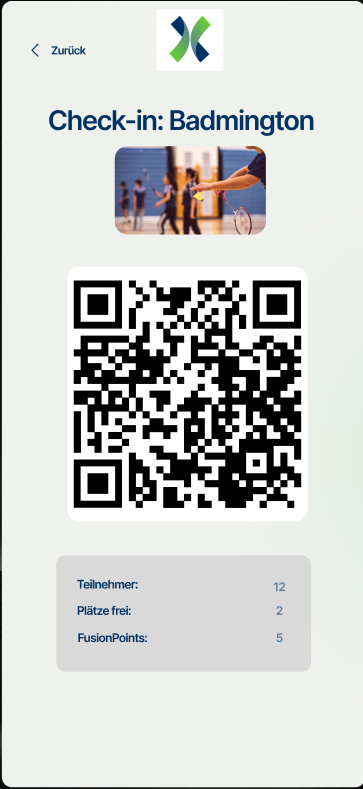 Zurück
Check-in: Badmington
Teilnehmer: 12
Plätze frei: 2
FusionPoints: 5